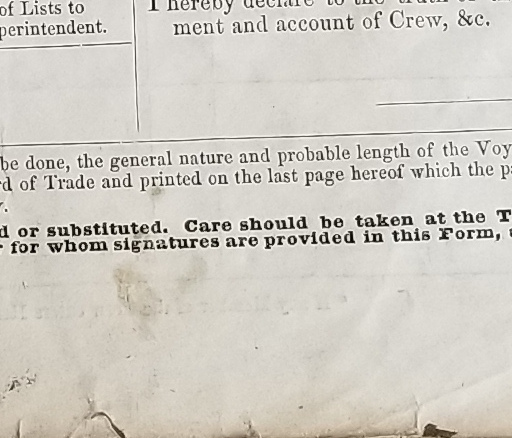 of Lists to
perintendent.
I hereby declare to the truth
ment and account of Crew, &c.
be done, the general nature and probable length of the Voy
d of Trade and printed on the last page hereof which the p
d or substituted. Care should be taken at the T
for whom signatures are provided in this Form,